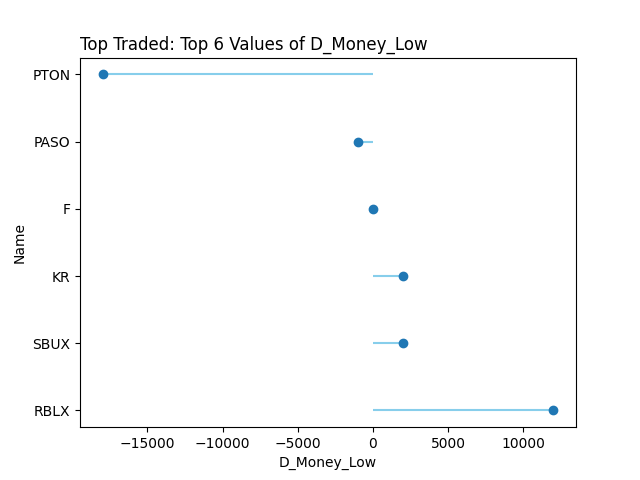 Top Traded: Top 6 Values of D_Money_Low
PTON
PASO
F
KR
SBUX
RBLX
Name
−15000
−10000
−5000
0
5000
10000
D_Money_Low